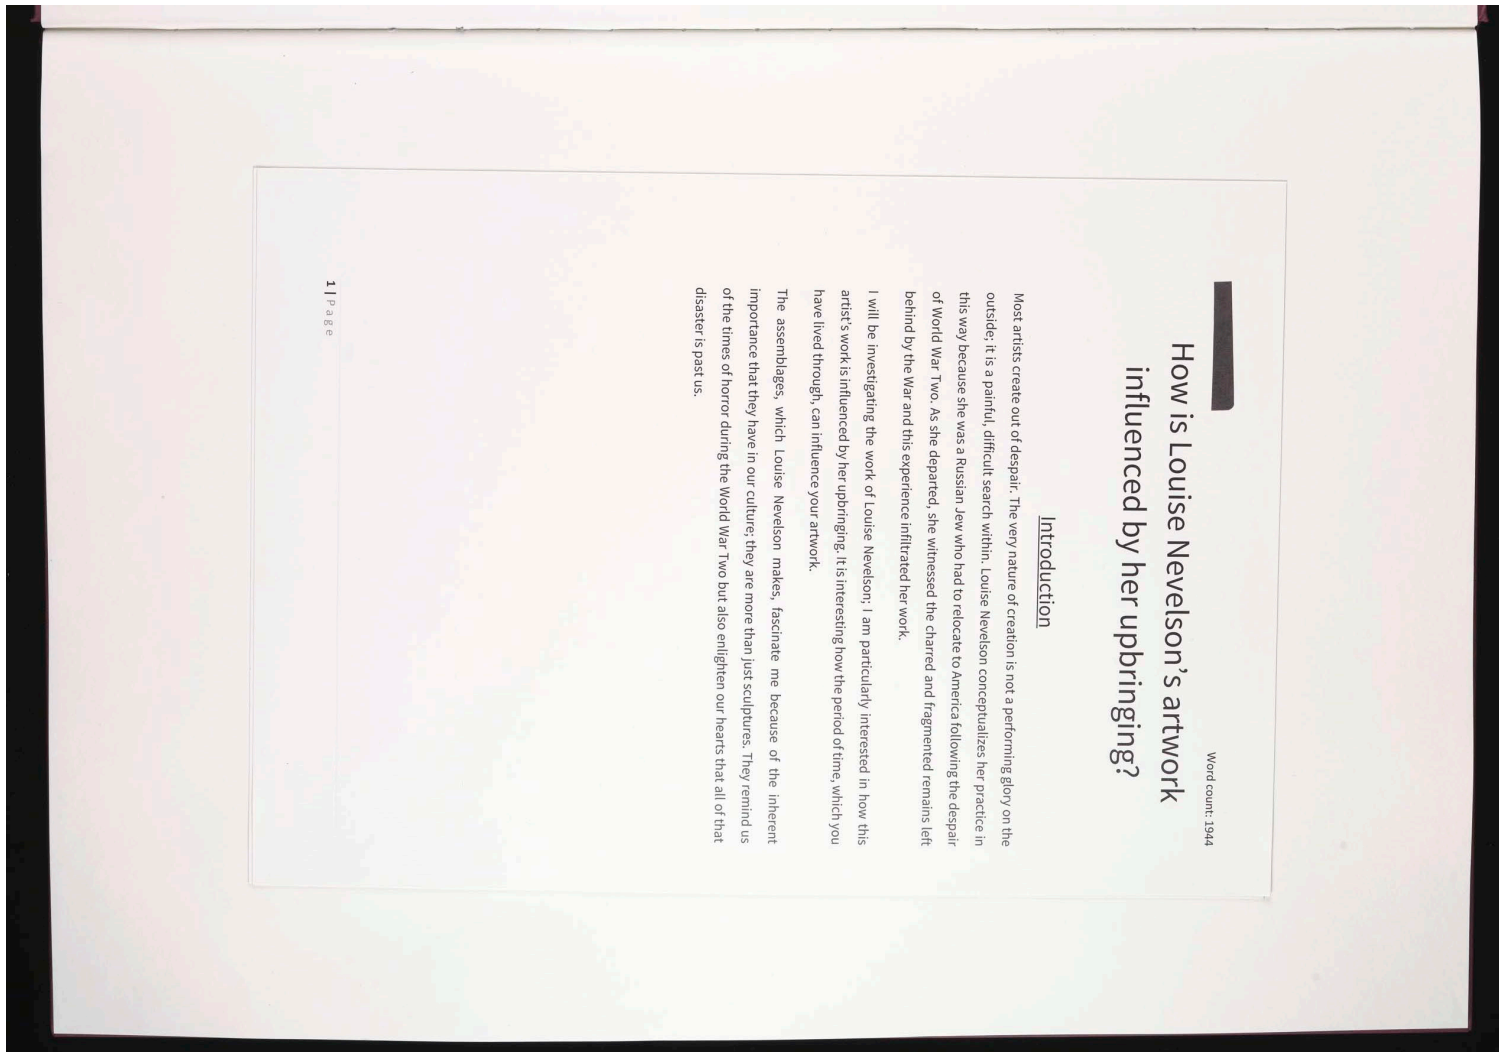 Word count: 1944
How is Louise Nevelson's artwork
influenced by her upbringing?
Introduction
Most artists create out of despair. The very nature of creation is not a performing glory on the
outside; it is a painful, difficult search within. Louise Nevelson conceptualizes her practice in
this way because she was a Russian Jew who had to relocate to America following the despair
of World War Two. As she departed, she witnessed the charred and fragmented remains left
behind by the War and this experience infiltrated her work.
I will be investigating the work of Louise Nevelson; I am particularly interested in how this
artist's work is influenced by her upbringing. It is interesting how the period of time, which you
have lived through, can influence your artwork.
The assemblages, which Louise Nevelson makes, fascinate me because of the inherent
importance that they have in our culture; they are more than just sculptures. They remind us
of the times of horror during the World War Two but also enlighten our hearts that all of that
disaster is past us.
1 | Page